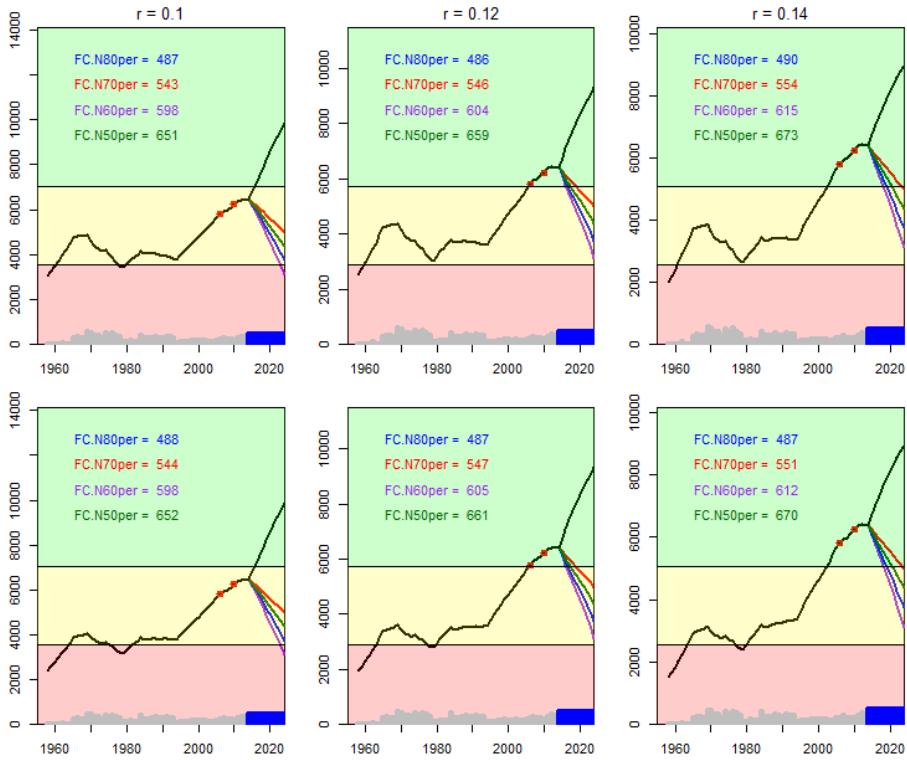 r = 0.1
r = 0.12
r = 0.14
14000
10000
8000
6000
4000
2000
0
FC.N80per = 487
FC.N70per = 543
FC.N60per = 598
FC.N50per = 651
1960
1980
2000
2020
10000
8000
6000
4000
2000
0
FC.N80per = 486
FC.N70per = 546
FC.N60per = 604
FC.N50per = 659
1960
1980
2000
2020
10000
8000
6000
4000
2000
0
FC.N80per = 490
FC.N70per = 554
FC.N60per = 615
FC.N50per = 673
1960
1980
2000
2020
14000
10000
8000
6000
4000
2000
0
FC.N80per = 488
FC.N70per = 544
FC.N60per = 598
FC.N50per = 652
1960
1980
2000
2020
10000
8000
6000
4000
2000
0
FC.N80per = 487
FC.N70per = 547
FC.N60per = 605
FC.N50per = 661
1960
1980
2000
2020
10000
8000
6000
4000
2000
0
FC.N80per = 487
FC.N70per = 551
FC.N60per = 612
FC.N50per = 670
1960
1980
2000
2020